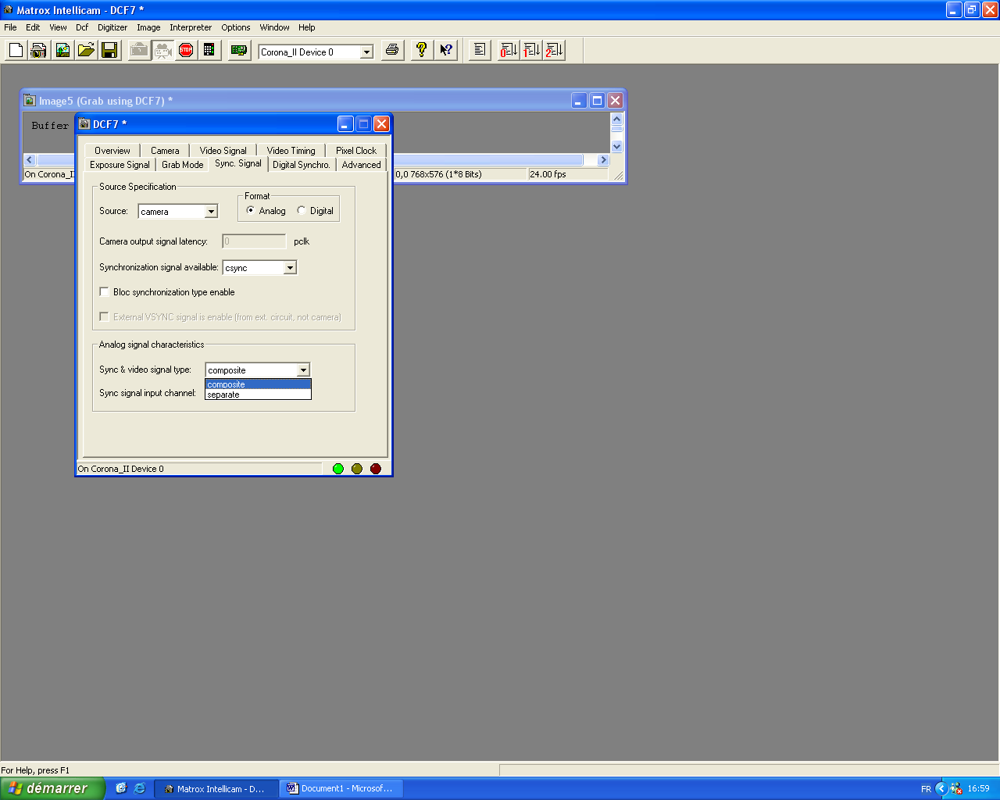 Matrox Intellicam - DCF7 *
File Edit View Dcf Digitizer Image Interpreter Options Window Help
STOP Corona_II Device 0 ? ? 0 1 2
Image5 (Grab using DCF7) *
Buffer
DCF7 *
Overview Camera Video Signal Video Timing Pixel Clock
Exposure Signal Grab Mode Sync. Signal Digital Synchro. Advanced
On Corona_II
0,0 768x576 (1*8 Bits) 24.00 fps
Source Specification
Source: camera
Format
Analog Digital
Camera output signal latency: 0 pclk
Synchronization signal available: csync
Bloc synchronization type enable
External VSYNC signal is enable (from ext. circuit, not camera)
Analog signal characteristics
Sync & video signal type: composite
composite
separate
Sync signal input channel:
On Corona_II Device 0
For Help, press F1
démarrer Matrox Intellicam - D... Document1 - Microsof... FR 16:59